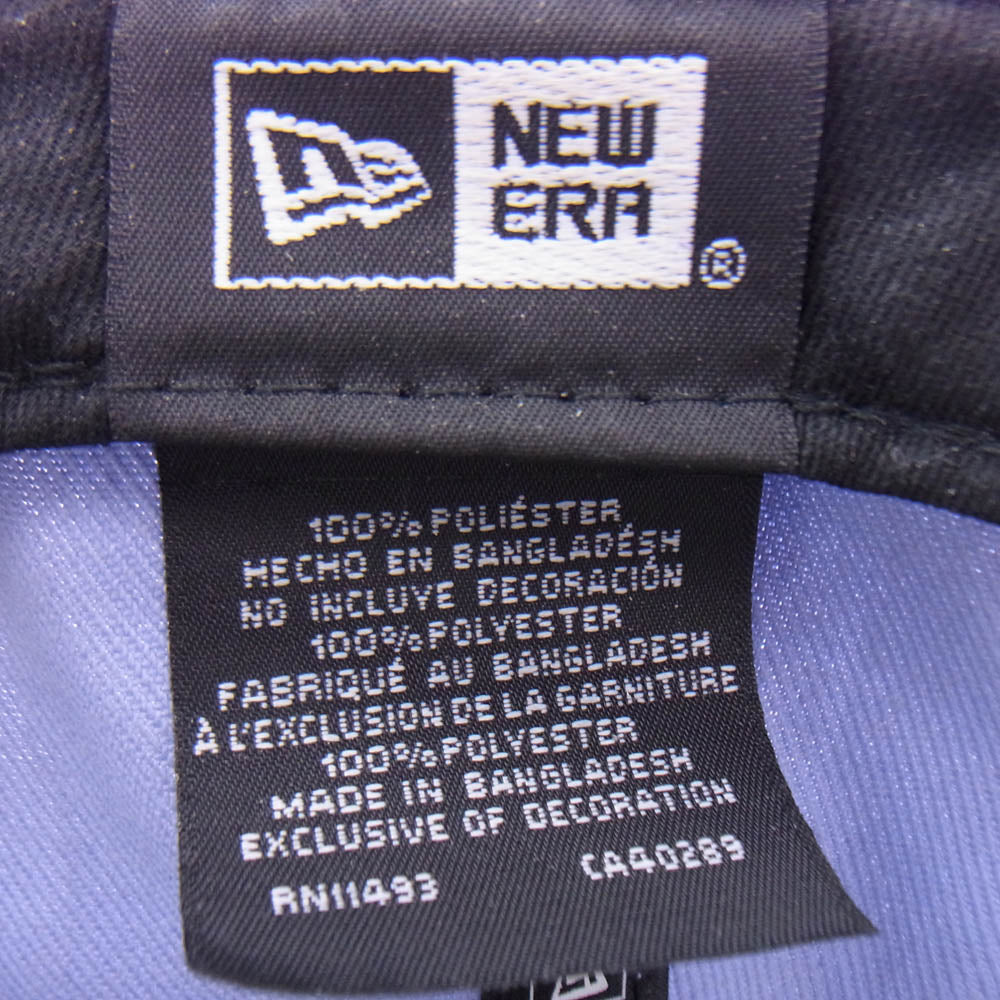 NEW
ERA
®
100% POLIÉSTER
HECHO EN BANGLADÉSH
NO INCLUYE DECORACIÓN
100% POLYESTER
FABRIQUÉ AU BANGLADESH
À L'EXCLUSION DE LA GARNITURE
100% POLYESTER
MADE IN BANGLADESH
EXCLUSIVE OF DECORATION
RN11493 CA40289